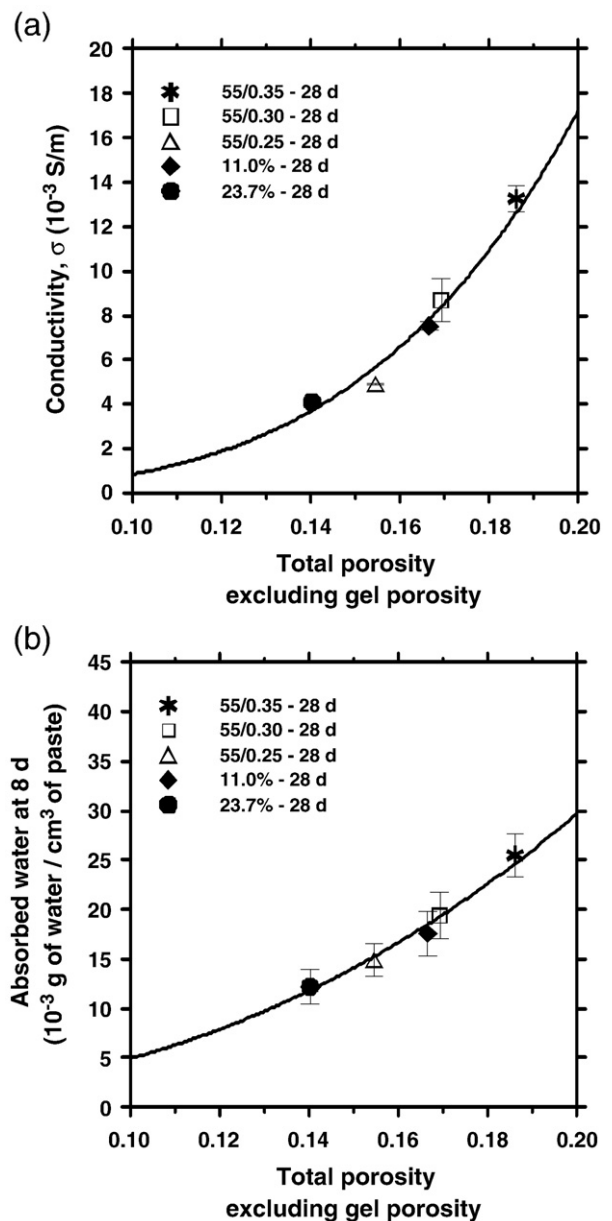 (a)
Conductivity, σ (10⁻³ S/m)
20
18
16
14
12
10
8
6
4
2
0
55/0.35 - 28 d
55/0.30 - 28 d
55/0.25 - 28 d
11.0% - 28 d
23.7% - 28 d
0.10 0.12 0.14 0.16 0.18 0.20
Total porosity
excluding gel porosity
(b)
Absorbed water at 8 d
(10⁻³ g of water / cm³ of paste)
45
40
35
30
25
20
15
10
5
0
55/0.35 - 28 d
55/0.30 - 28 d
55/0.25 - 28 d
11.0% - 28 d
23.7% - 28 d
0.10 0.12 0.14 0.16 0.18 0.20
Total porosity
excluding gel porosity